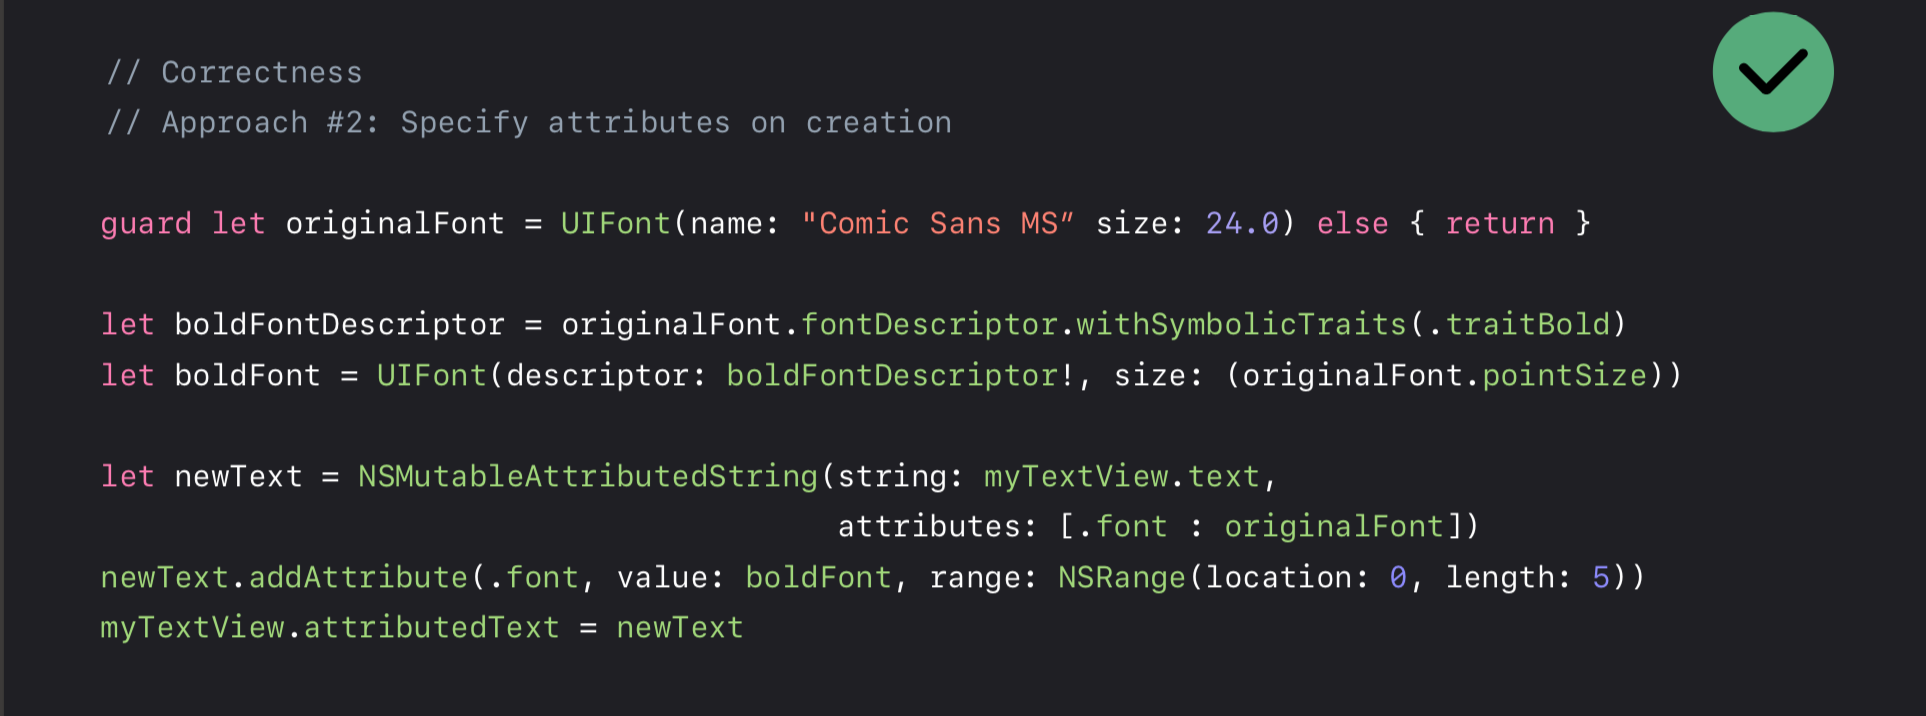 // Correctness
// Approach #2: Specify attributes on creation
guard let originalFont = UIFont(name: "Comic Sans MS” size: 24.0) else { return }
let boldFontDescriptor = originalFont.fontDescriptor.withSymbolicTraits(.traitBold)
let boldFont = UIFont(descriptor: boldFontDescriptor!, size: (originalFont.pointSize))
let newText = NSMutableAttributedString(string: myTextView.text,
attributes: [.font : originalFont])
newText.addAttribute(.font, value: boldFont, range: NSRange(location: 0, length: 5))
myTextView.attributedText = newText